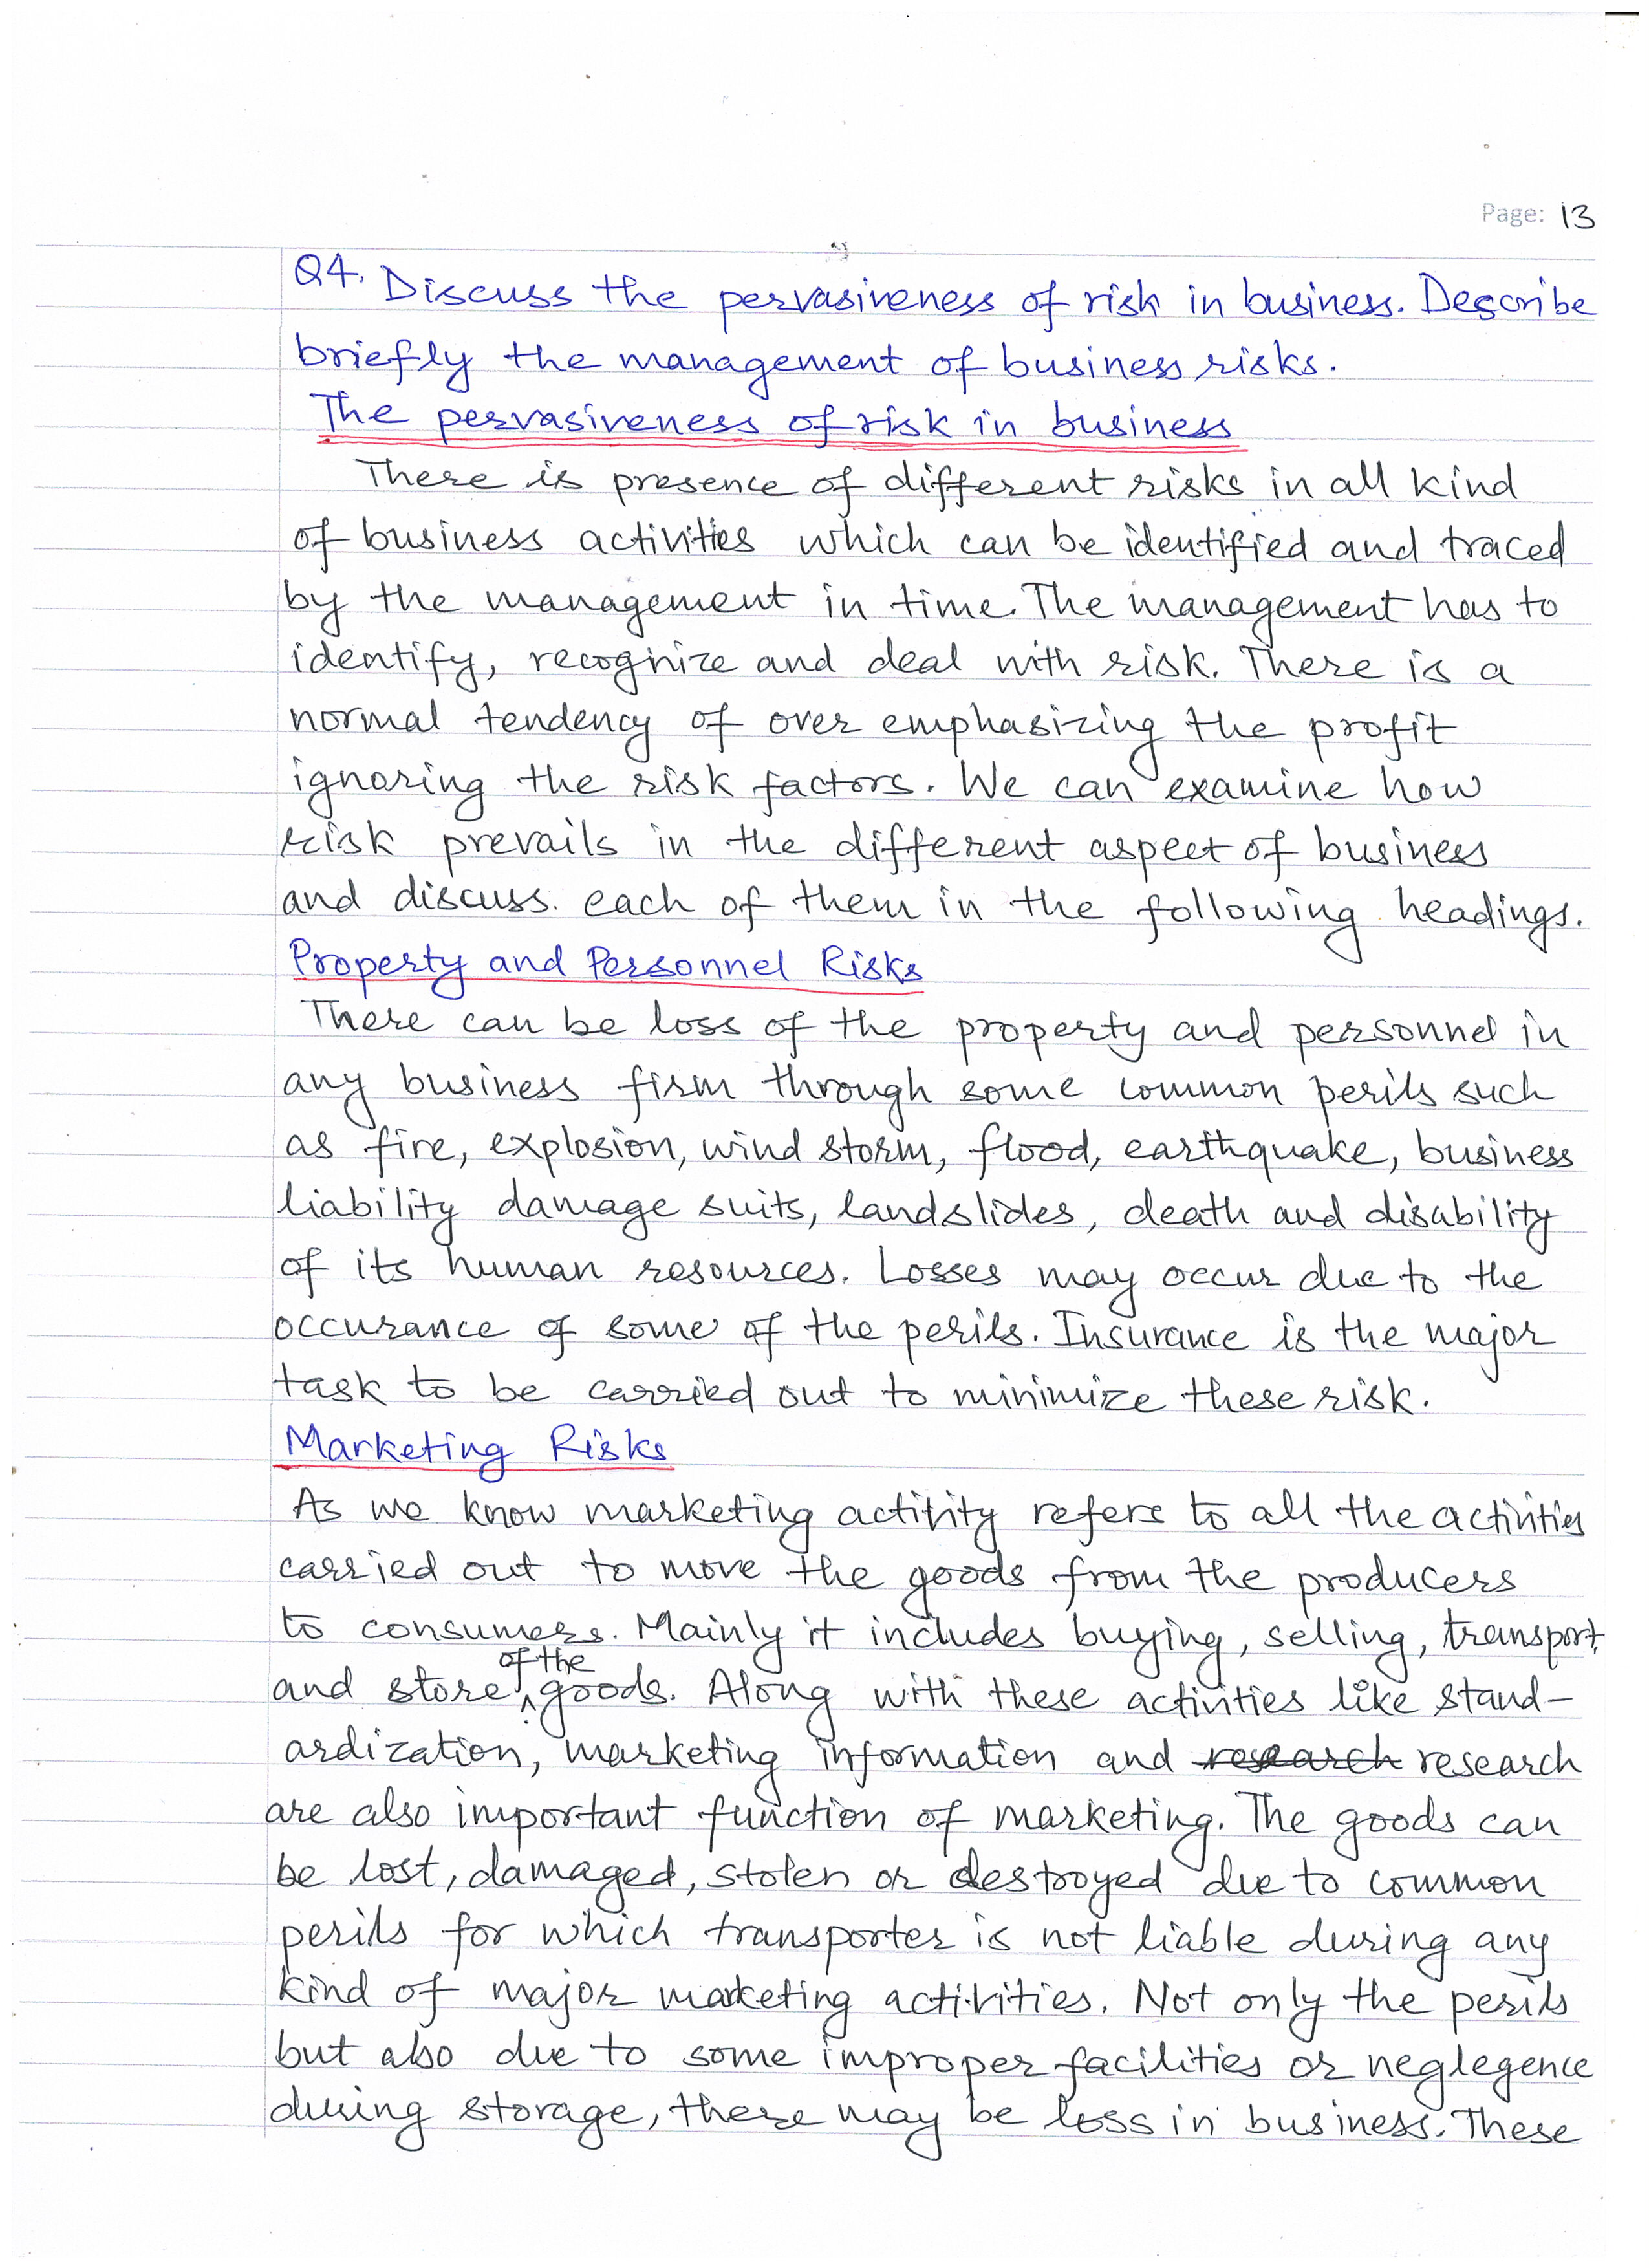 Page: 13
Q4. Discuss the pervasiveness of risk in business. Describe
briefly the management of business risks.
The pervasiveness of risk in business
There is presence of different risks in all kind
of business activities which can be identified and traced
by the management in time. The management has to
identify, recognize and deal with risk. There is a
normal tendency of over emphasizing the profit
ignoring the risk factors. We can examine how
risk prevails in the different aspect of business
and discuss. each of them in the following headings.
Property and Personnel Risks
There can be loss of the property and personnel in
any business firm through some common perils such
as fire, explosion, wind storm, flood, earthquake, business
liability damage suits, landslides, death and disability
of its human resources. Losses may occur due to the
occurance of some of the perils. Insurance is the major
task to be carried out to minimize these risk.
Marketing Risks
As we know marketing activity refers to all the activities
carried out to move the goods from the producers
to consumers. Mainly it includes buying, selling, transport
and store of the goods. Along with these activities like stand-
ardization, marketing information and research research
are also important function of marketing. The goods can
be lost, damaged, stolen or destroyed due to common
perils for which transporter is not liable during any
kind of major marketing activities. Not only the perils
but also due to some improper facilities or neglegence
during storage, there may be loss in business. These